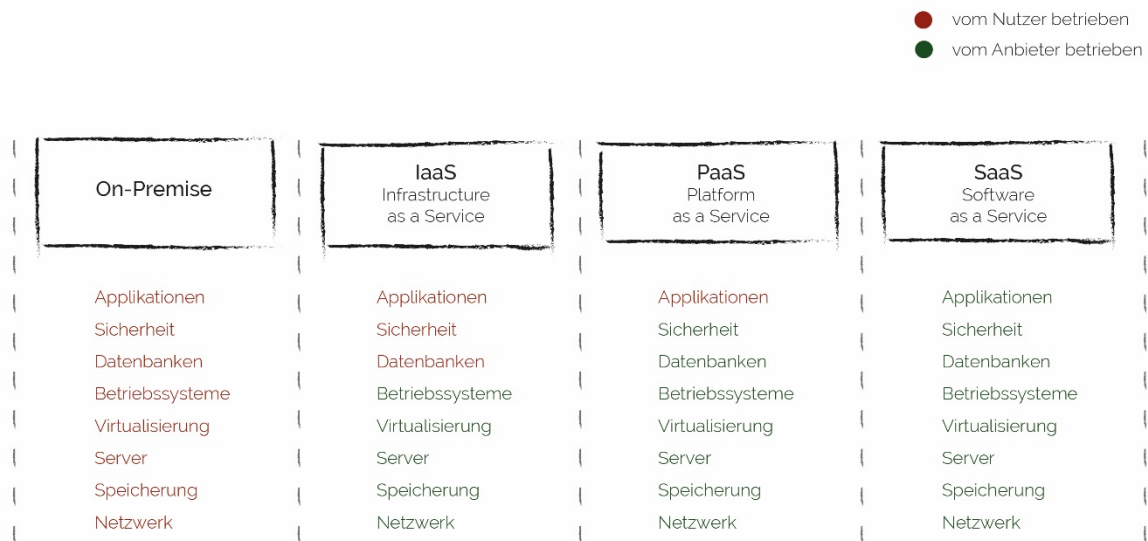 vom Nutzer betrieben
vom Anbieter betrieben
On-Premise
IaaS
Infrastructure
as a Service
PaaS
Platform
as a Service
SaaS
Software
as a Service
Applikationen
Sicherheit
Datenbanken
Betriebssysteme
Virtualisierung
Server
Speicherung
Netzwerk
Applikationen
Sicherheit
Datenbanken
Betriebssysteme
Virtualisierung
Server
Speicherung
Netzwerk
Applikationen
Sicherheit
Datenbanken
Betriebssysteme
Virtualisierung
Server
Speicherung
Netzwerk
Applikationen
Sicherheit
Datenbanken
Betriebssysteme
Virtualisierung
Server
Speicherung
Netzwerk